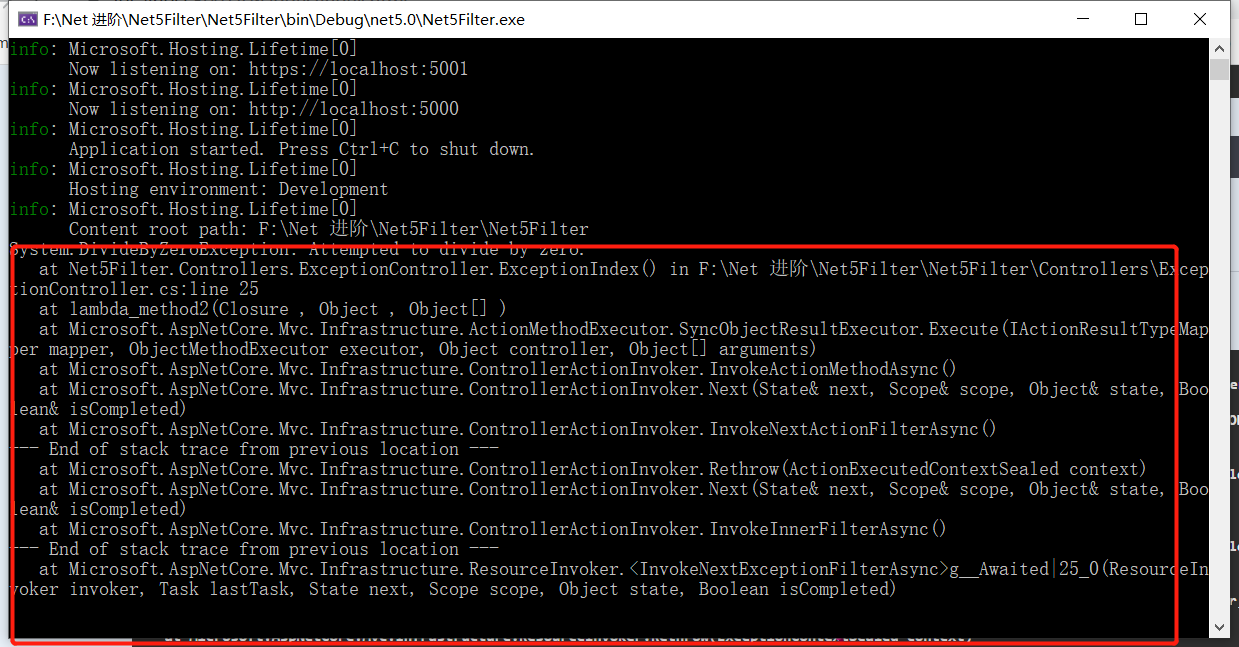 F:\Net 进阶\Net5Filter\Net5Filter\bin\Debug\net5.0\Net5Filter.exe
info: Microsoft.Hosting.Lifetime[0]
Now listening on: https://localhost:5001
info: Microsoft.Hosting.Lifetime[0]
Now listening on: http://localhost:5000
info: Microsoft.Hosting.Lifetime[0]
Application started. Press Ctrl+C to shut down.
info: Microsoft.Hosting.Lifetime[0]
Hosting environment: Development
info: Microsoft.Hosting.Lifetime[0]
Content root path: F:\Net 进阶\Net5Filter\Net5Filter
System.DivideByZeroException: Attempted to divide by zero.
at Net5Filter.Controllers.ExceptionController.ExceptionIndex() in F:\Net 进阶\Net5Filter\Net5Filter\Controllers\Excep
tionController.cs:line 25
at lambda_method2(Closure , Object , Object[] )
at Microsoft.AspNetCore.Mvc.Infrastructure.ActionMethodExecutor.SyncObjectResultExecutor.Execute(IActionResultTypeMap
per mapper, ObjectMethodExecutor executor, Object controller, Object[] arguments)
at Microsoft.AspNetCore.Mvc.Infrastructure.ControllerActionInvoker.InvokeActionMethodAsync()
at Microsoft.AspNetCore.Mvc.Infrastructure.ControllerActionInvoker.Next(State& next, Scope& scope, Object& state, Boo
lean& isCompleted)
at Microsoft.AspNetCore.Mvc.Infrastructure.ControllerActionInvoker.InvokeNextActionFilterAsync()
--- End of stack trace from previous location ---
at Microsoft.AspNetCore.Mvc.Infrastructure.ControllerActionInvoker.Rethrow(ActionExecutedContextSealed context)
at Microsoft.AspNetCore.Mvc.Infrastructure.ControllerActionInvoker.Next(State& next, Scope& scope, Object& state, Boo
lean& isCompleted)
at Microsoft.AspNetCore.Mvc.Infrastructure.ControllerActionInvoker.InvokeInnerFilterAsync()
--- End of stack trace from previous location ---
at Microsoft.AspNetCore.Mvc.Infrastructure.ResourceInvoker.<InvokeNextExceptionFilterAsync>g__Awaited|25_0(ResourceIn
voker invoker, Task lastTask, State next, Scope scope, Object state, Boolean isCompleted)